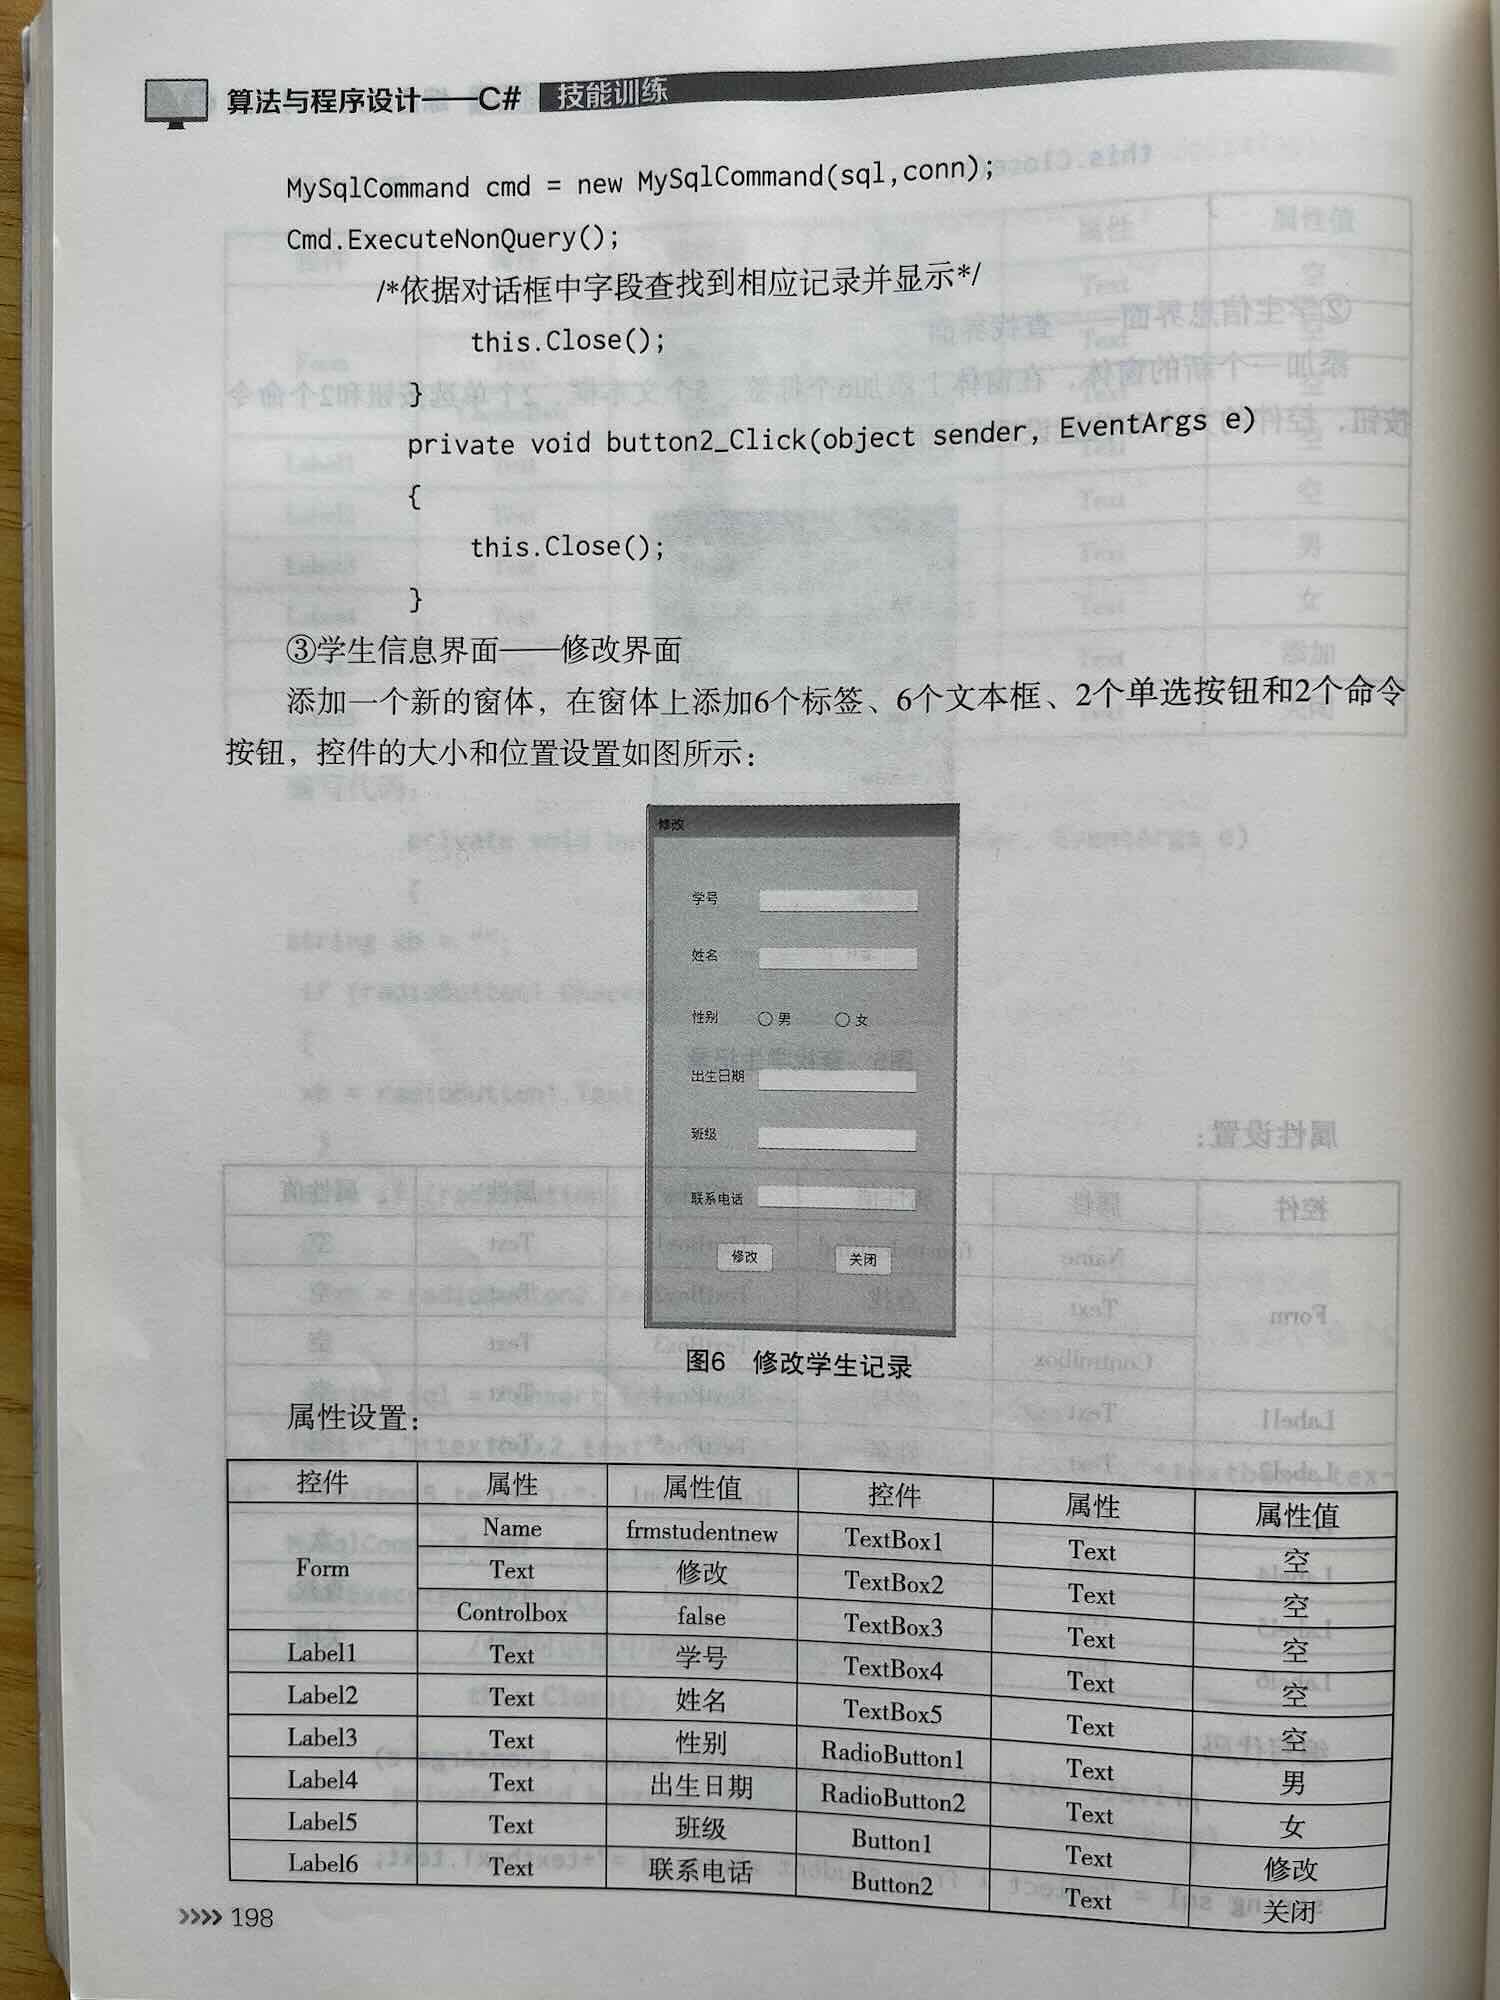 算法与程序设计——C# 技能训练
MySqlCommand cmd = new MySqlCommand(sql,conn);
Cmd.ExecuteNonQuery();
/*依据对话框中字段查找到相应记录并显示*/
this.Close();
}
private void button2_Click(object sender, EventArgs e)
{
this.Close();
}
③学生信息界面——修改界面
添加一个新的窗体，在窗体上添加6个标签、6个文本框、2个单选按钮和2个命令
按钮，控件的大小和位置设置如图所示：
修改
学号
姓名
性别 男 女
出生日期
班级
联系电话
修改 关闭
图6 修改学生记录
属性设置：
控件 属性 属性值 控件 属性 属性值
Form Name frmstudentnew TextBox1 Text 空
Text 修改 TextBox2 Text 空
Controlbox false TextBox3 Text 空
Label1 Text 学号 TextBox4 Text 空
Label2 Text 姓名 TextBox5 Text 空
Label3 Text 性别 RadioButton1 Text 男
Label4 Text 出生日期 RadioButton2 Text 女
Label5 Text 班级 Button1 Text 修改
Label6 Text 联系电话 Button2 Text 关闭
>>>> 198